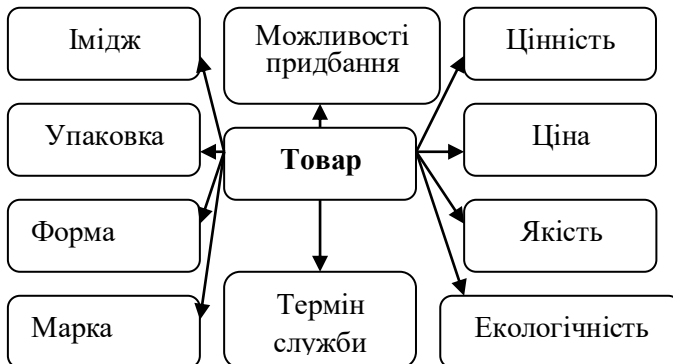 Імідж
Можливості
придбання
Цінність
Упаковка
Товар
Ціна
Форма
Якість
Марка
Термін
служби
Екологічність